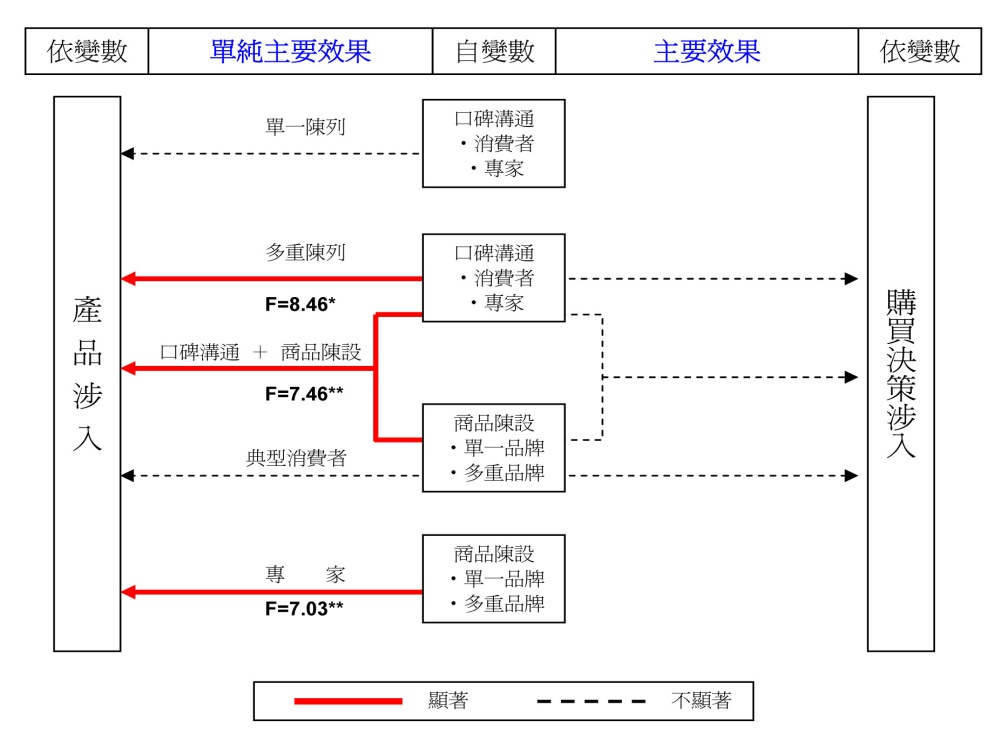 依變數 單純主要效果 自變數 主要效果 依變數
產品涉入
單一陳列
口碑溝通
・消費者
・專家
多重陳列
F=8.46*
口碑溝通
・消費者
・專家
口碑溝通 + 商品陳設
F=7.46**
商品陳設
・單一品牌
・多重品牌
典型消費者
專 家
F=7.03**
商品陳設
・單一品牌
・多重品牌
購買決策涉入
顯著 不顯著